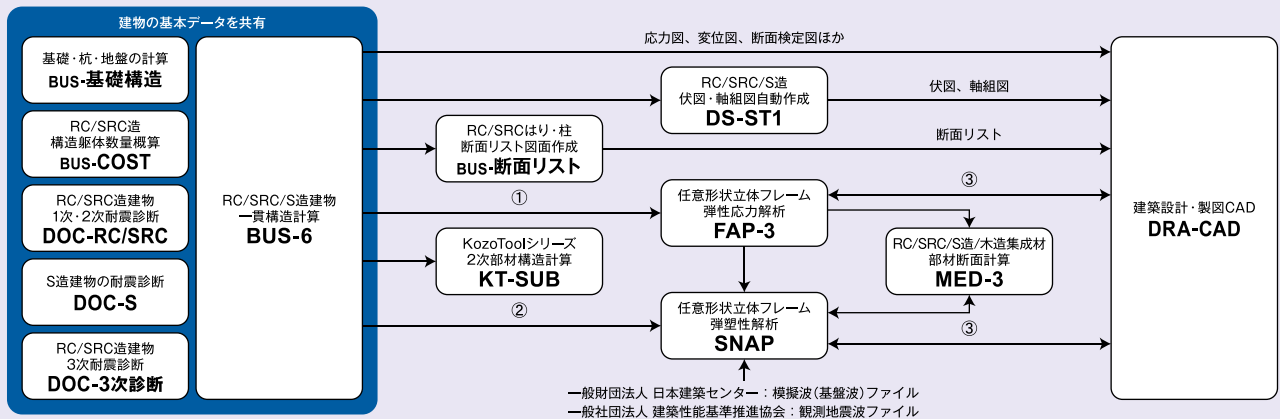 建物の基本データを共有
基礎・杭・地盤の計算
BUS-基礎構造
RC/SRC造
構造躯体数量概算
BUS-COST
RC/SRC造建物
1次・2次耐震診断
DOC-RC/SRC
S造建物の耐震診断
DOC-S
RC/SRC造建物
3次耐震診断
DOC-3次診断
RC/SRC/S造建物
一貫構造計算
BUS-6
応力図、変位図、断面検定図ほか
RC/SRC/S造
伏図・軸組図自動作成
DS-ST1
伏図、軸組図
RC/SRCはり・柱
断面リスト図面作成
BUS-断面リスト
断面リスト
①
任意形状立体フレーム
弾性応力解析
FAP-3
③
KozoToolシリーズ
2次部材構造計算
KT-SUB
RC/SRC/S造/木造集成材
部材断面計算
MED-3
②
任意形状立体フレーム
弾塑性解析
SNAP
③
建築設計・製図CAD
DRA-CAD
一般財団法人 日本建築センター：模擬波(基盤波)ファイル
一般社団法人 建築性能基準推進協会：観測地震波ファイル